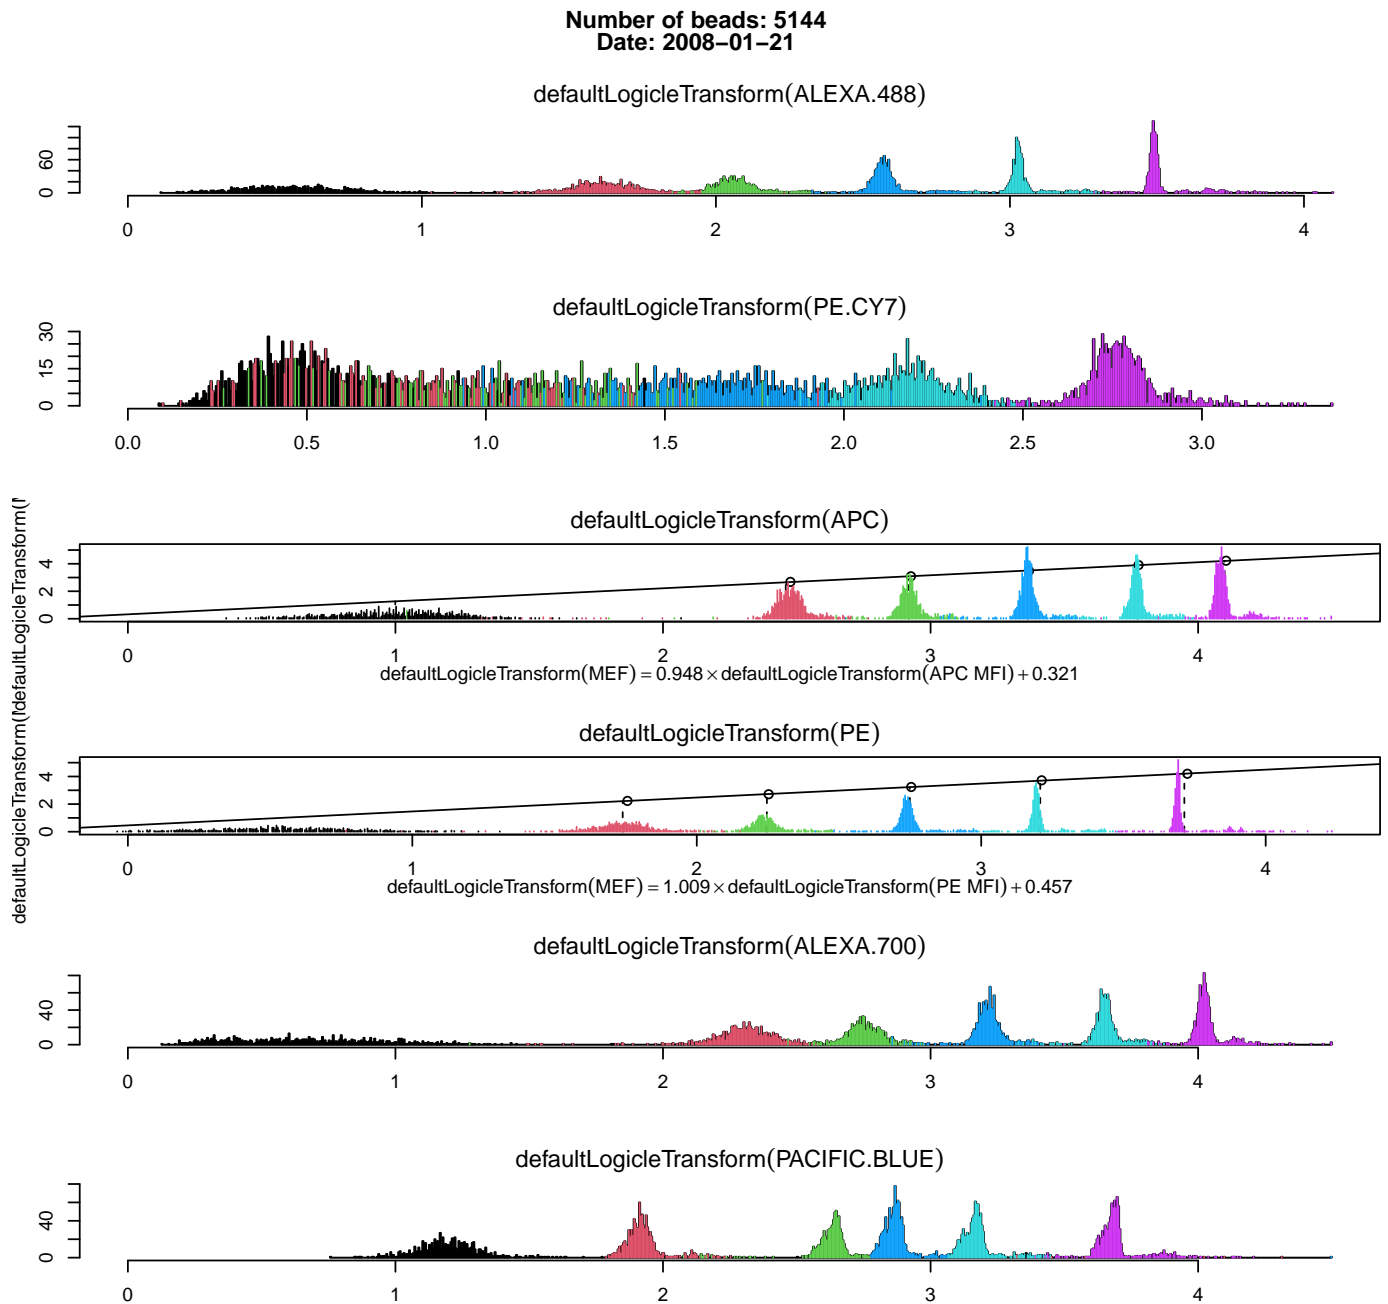 Number of beads: 5144
Date: 2008−01−21
defaultLogicleTransform(ALEXA.488)
0 60
0 1 2 3 4
defaultLogicleTransform(PE.CY7)
0 15 30
0.0 0.5 1.0 1.5 2.0 2.5 3.0
defaultLogicleTransform(APC)
defaultLogicleTransform(
0 2 4
0 1 2 3 4
defaultLogicleTransform(MEF) = 0.948 × defaultLogicleTransform(APC MFI) + 0.321
defaultLogicleTransform(PE)
defaultLogicleTransform(
0 2 4
0 1 2 3 4
defaultLogicleTransform(MEF) = 1.009 × defaultLogicleTransform(PE MFI) + 0.457
defaultLogicleTransform(ALEXA.700)
0 40
0 1 2 3 4
defaultLogicleTransform(PACIFIC.BLUE)
0 40
0 1 2 3 4